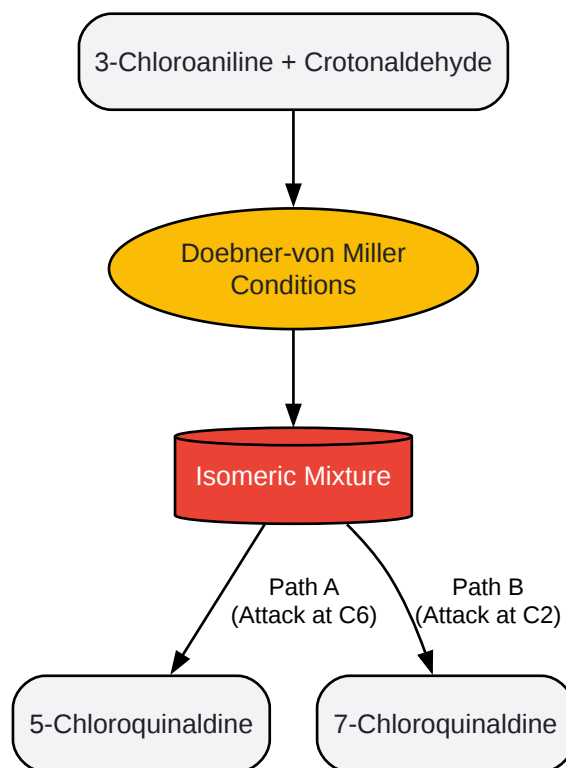 3-Chloroaniline + Crotonaldehyde
Doebner-von Miller
Conditions
Isomeric Mixture
Path A
(Attack at C6)
Path B
(Attack at C2)
5-Chloroquinaldine
7-Chloroquinaldine